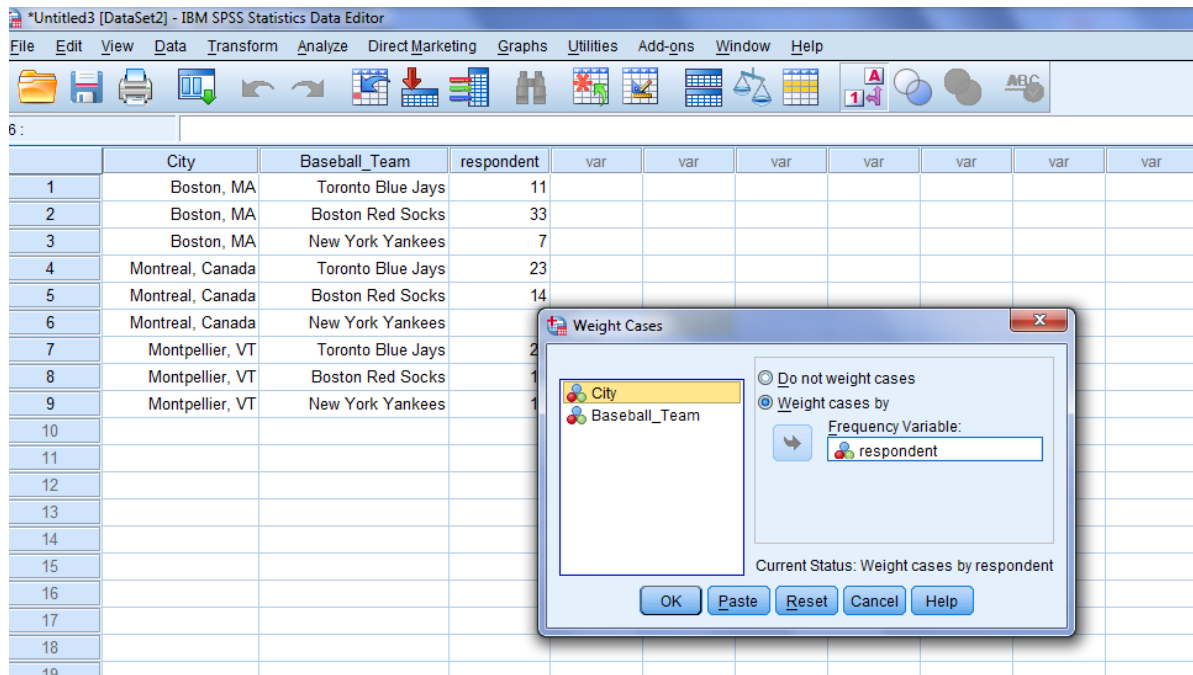 *Untitled3 [DataSet2] - IBM SPSS Statistics Data Editor
File Edit View Data Transform Analyze Direct Marketing Graphs Utilities Add-ons Window Help
A
1
ABC
6 :
City Baseball_Team respondent var var var var var var var
1 Boston, MA Toronto Blue Jays 11
2 Boston, MA Boston Red Socks 33
3 Boston, MA New York Yankees 7
4 Montreal, Canada Toronto Blue Jays 23
5 Montreal, Canada Boston Red Socks 14
6 Montreal, Canada New York Yankees
7 Montpellier, VT Toronto Blue Jays
8 Montpellier, VT Boston Red Socks
9 Montpellier, VT New York Yankees
10
11
12
13
14
15
16
17
18
19
Weight Cases
City
Baseball_Team
Do not weight cases
Weight cases by
Frequency Variable:
respondent
Current Status: Weight cases by respondent
OK Paste Reset Cancel Help